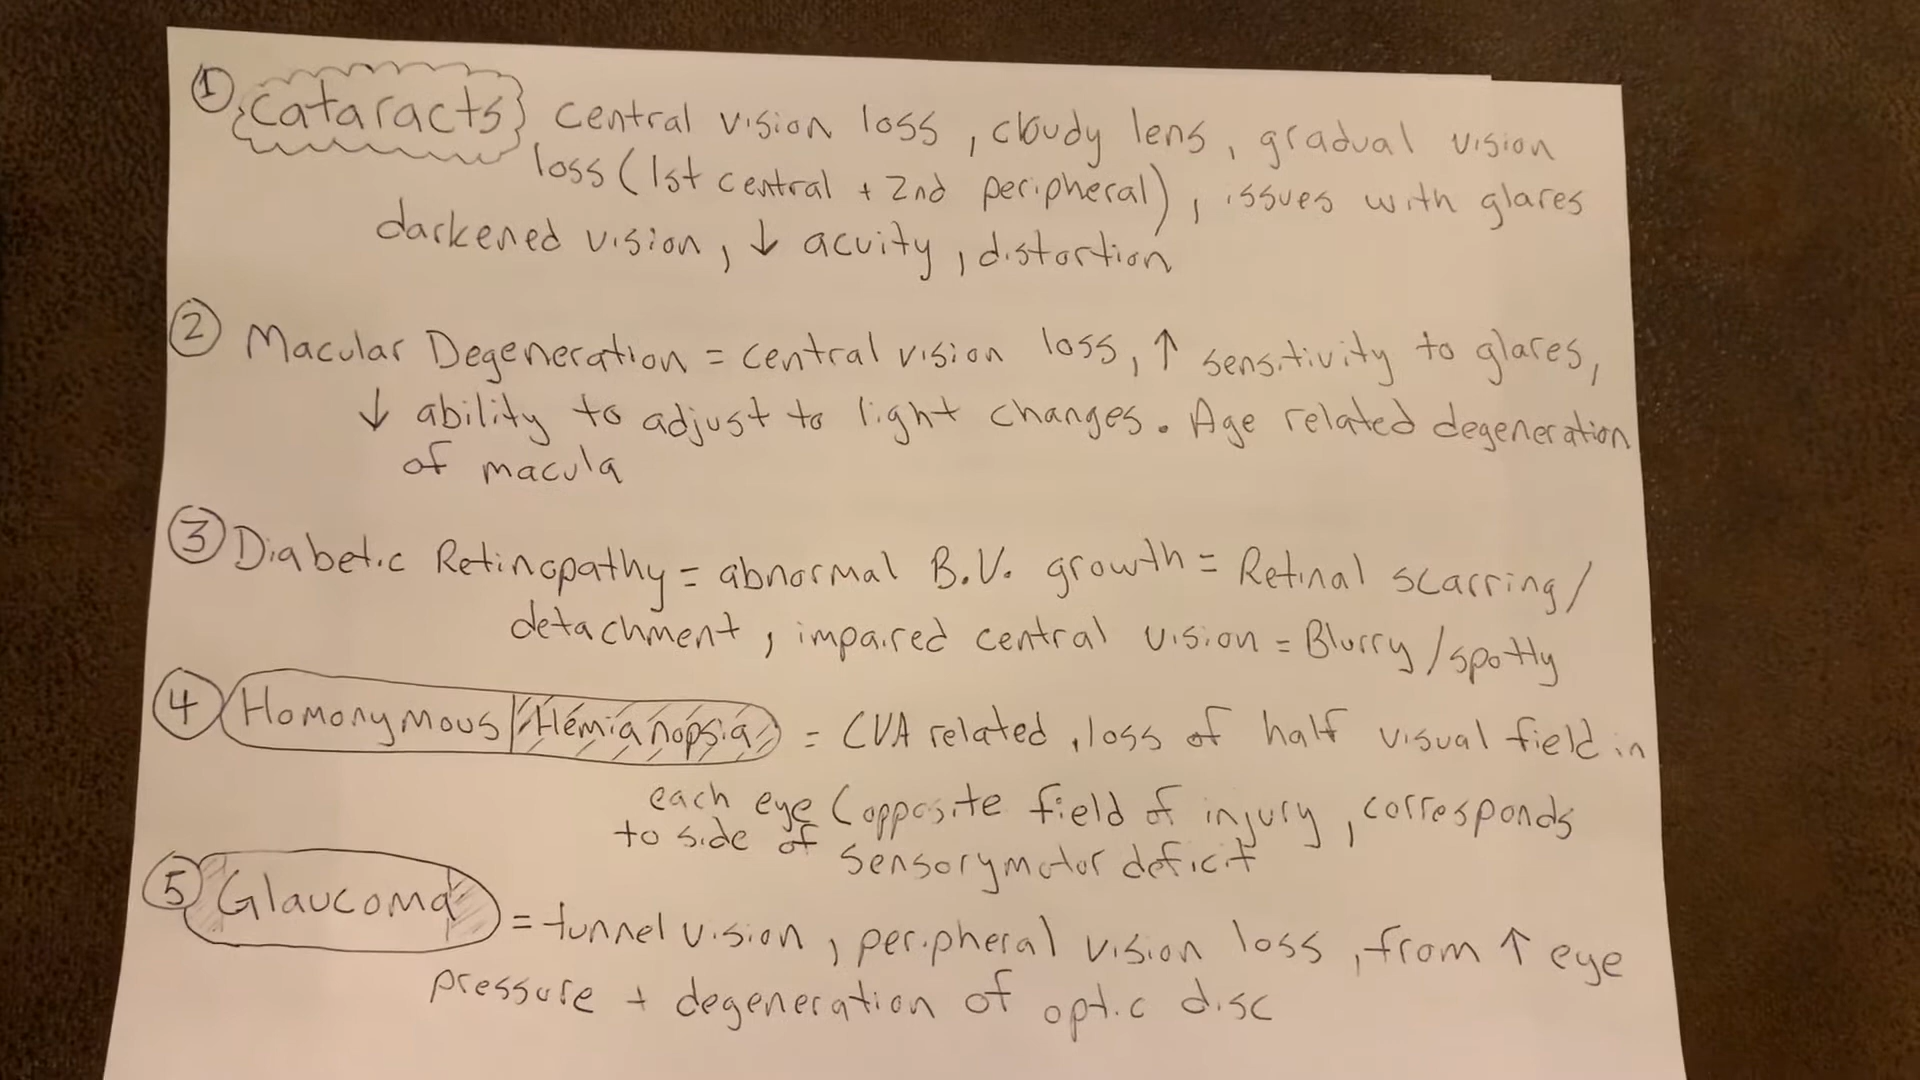 ① Cataracts central vision loss, cloudy lens, gradual vision
loss (1st central + 2nd peripheral), issues with glares
darkened vision, ↓ acuity, distortion
② Macular Degeneration = central vision loss, ↑ sensitivity to glares,
↓ ability to adjust to light changes. Age related degeneration
of macula
③ Diabetic Retinopathy = abnormal B.V. growth = Retinal scarring/
detachment, impaired central vision = Blurry/spotty
④ Homonymous Hemianopsia = CVA related, loss of half visual field in
each eye (opposite field of injury, corresponds
to side of sensorymotor deficit
⑤ Glaucoma = tunnel vision, peripheral vision loss, from ↑ eye
pressure + degeneration of optic disc